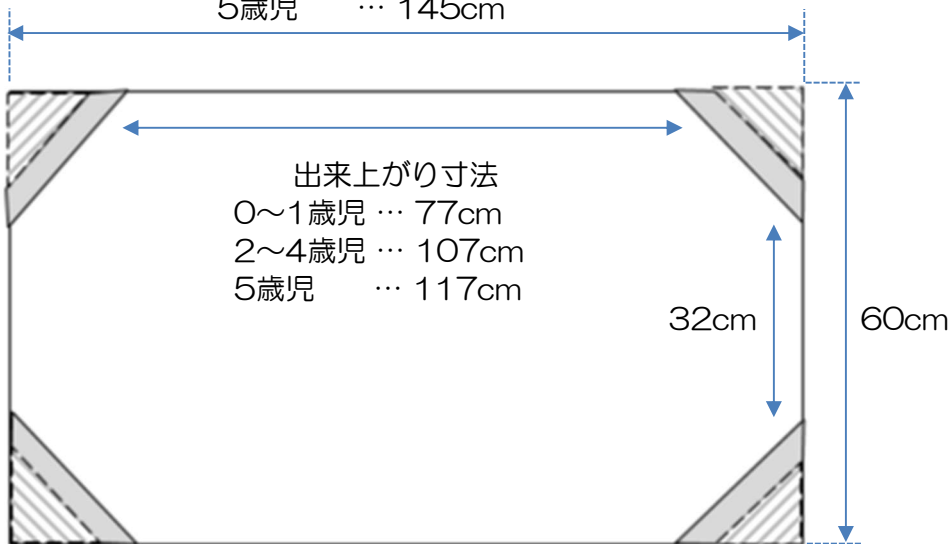 5歳児 … 145cm
出来上がり寸法
0～1歳児 … 77cm
2～4歳児 … 107cm
5歳児 … 117cm
32cm
60cm